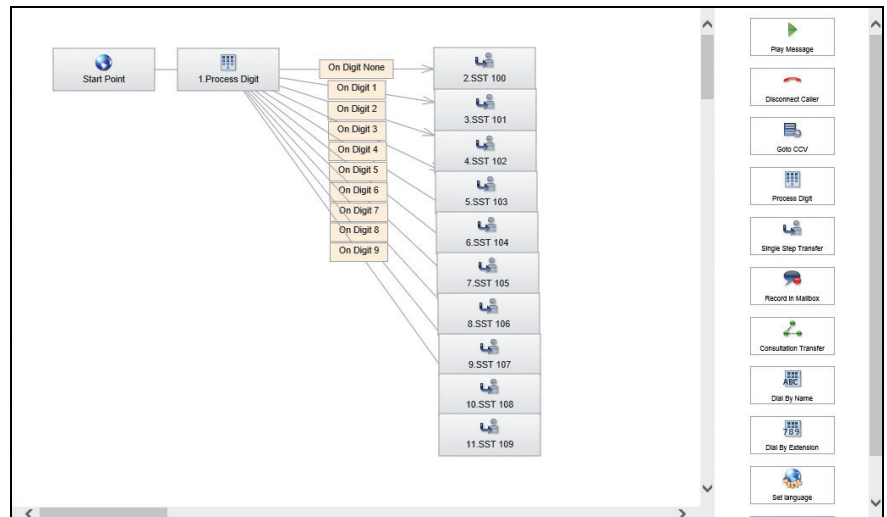 Start Point
1.Process Digit
On Digit None
On Digit 1
On Digit 2
On Digit 3
On Digit 4
On Digit 5
On Digit 6
On Digit 7
On Digit 8
On Digit 9
2.SST 100
3.SST 101
4.SST 102
5.SST 103
6.SST 104
7.SST 105
8.SST 106
9.SST 107
10.SST 108
11.SST 109
Play Message
Disconnect Caller
Goto CCV
Process Digit
Single Step Transfer
Record in Mailbox
Consultation Transfer
ABC
Dial By Name
789
Dial By Extension
Set language